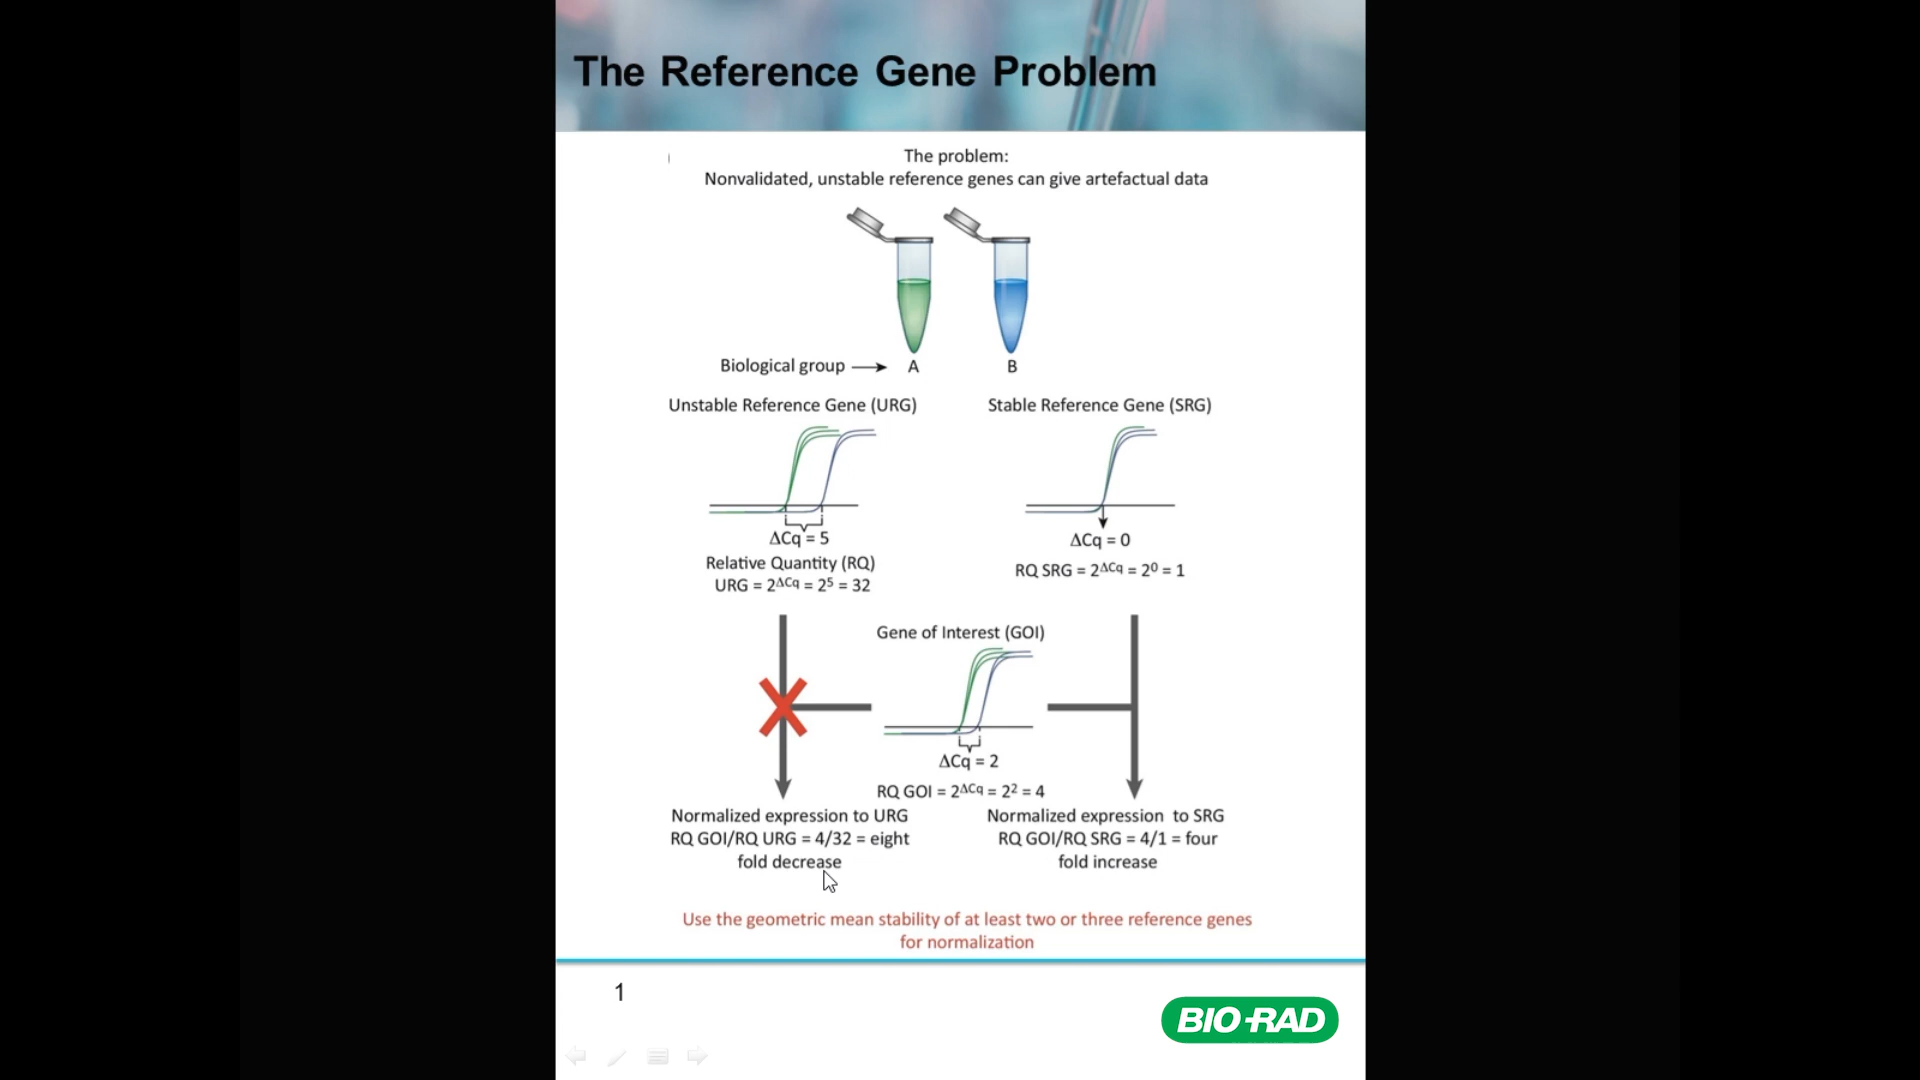 The Reference Gene Problem
The problem:
Nonvalidated, unstable reference genes can give artefactual data
Biological group
A
B
Unstable Reference Gene (URG)
Stable Reference Gene (SRG)
ΔCq = 5
Relative Quantity (RQ)
URG = 2ΔCq = 2⁵ = 32
ΔCq = 0
RQ SRG = 2ΔCq = 2⁰ = 1
Gene of Interest (GOI)
ΔCq = 2
RQ GOI = 2ΔCq = 2² = 4
Normalized expression to URG
RQ GOI/RQ URG = 4/32 = eight
fold decrease
Normalized expression to SRG
RQ GOI/RQ SRG = 4/1 = four
fold increase
Use the geometric mean stability of at least two or three reference genes
for normalization
1
BIO-RAD